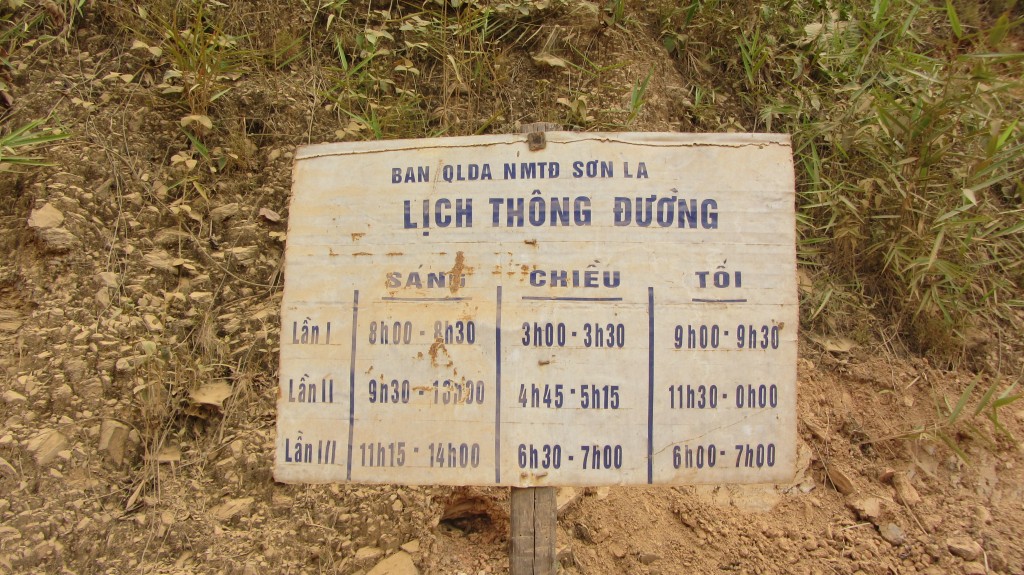 BAN QLDA NMTĐ SƠN LA
LỊCH THÔNG ĐƯỜNG
SÁNG CHIỀU TỐI
Lần I 8h00 - 8h30 3h00 - 3h30 9h00 - 9h30
Lần II 9h30 - 4h45 - 5h15 11h30 - 0h00
Lần III 11h15 - 14h00 6h30 - 7h00 6h00 - 7h00